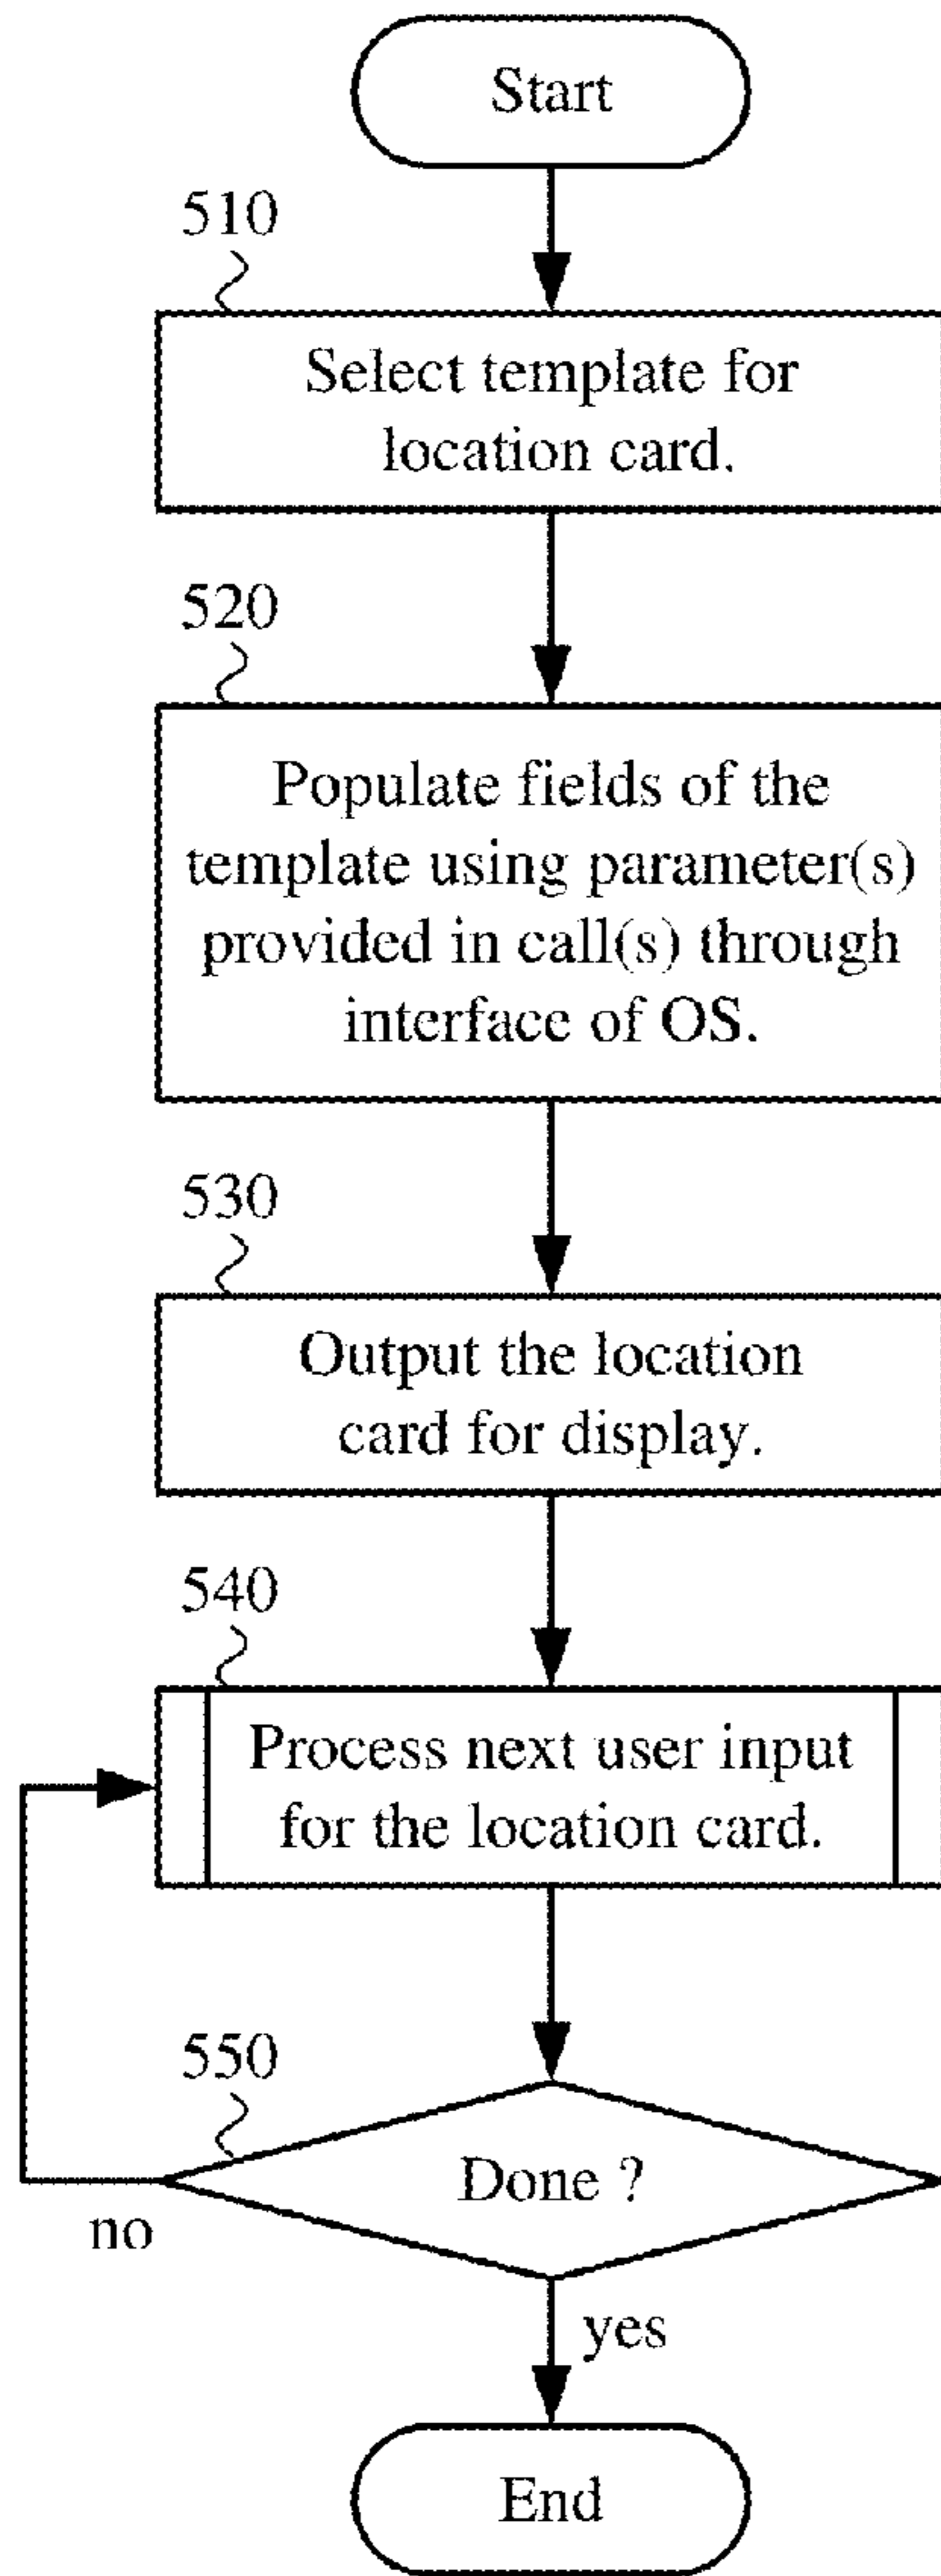 Start
510
Select template for
location card.
520
Populate fields of the
template using parameter(s)
provided in call(s) through
interface of OS.
530
Output the location
card for display.
540
Process next user input
for the location card.
550
Done ?
no
yes
End